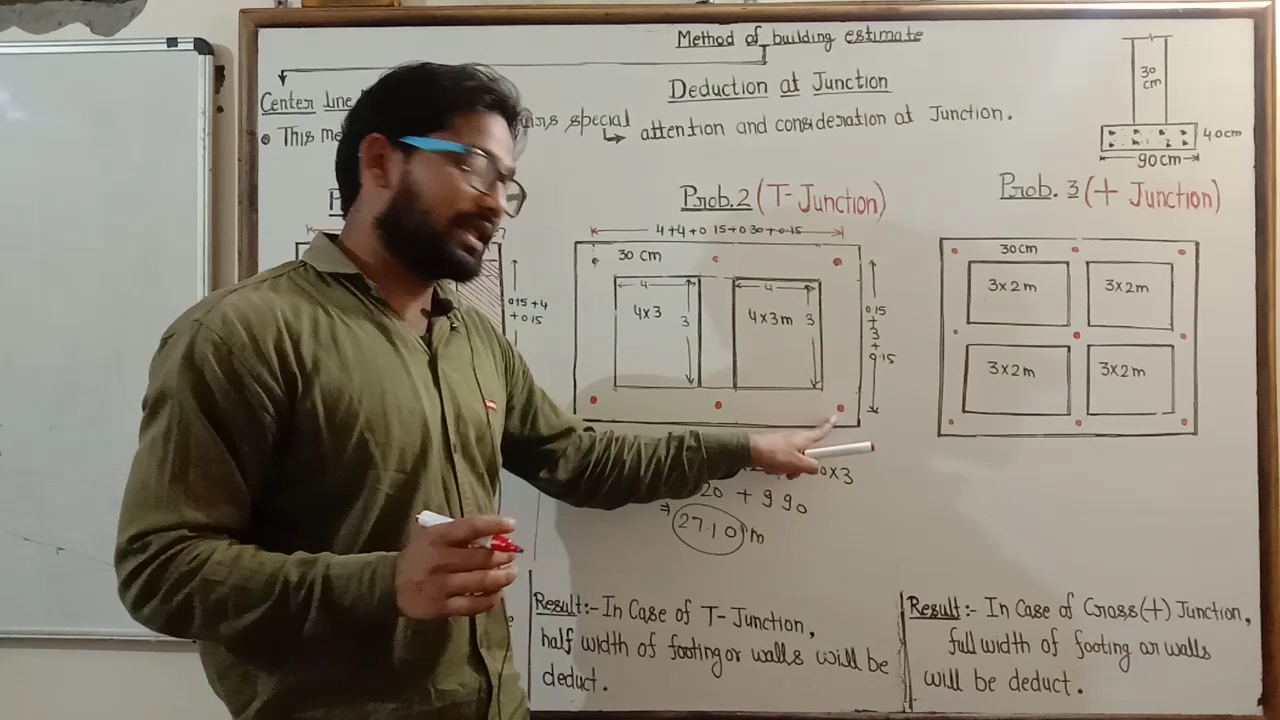 Method of building estimate
Center Line
Deduction at Junction
• This special attention and consideration at Junction.
30 cm
40cm
90cm
Prob.2 (T-Junction)
4+4+0.15+0.30+0.15
30 cm
4
4
4x3
3
4x3m
3
0.15 + 3 + 0.15
0.15+4
+0.15
Prob. 3 (+ Junction)
30cm
3x2m
3x2m
3x2m
3x2m
0x3
20 + 9.90
⇒ 27.10 m
Result:- In Case of T-Junction,
half width of footing or walls will be
deduct.
Result:- In Case of Cross(+) Junction,
full width of footing or walls
will be deduct.